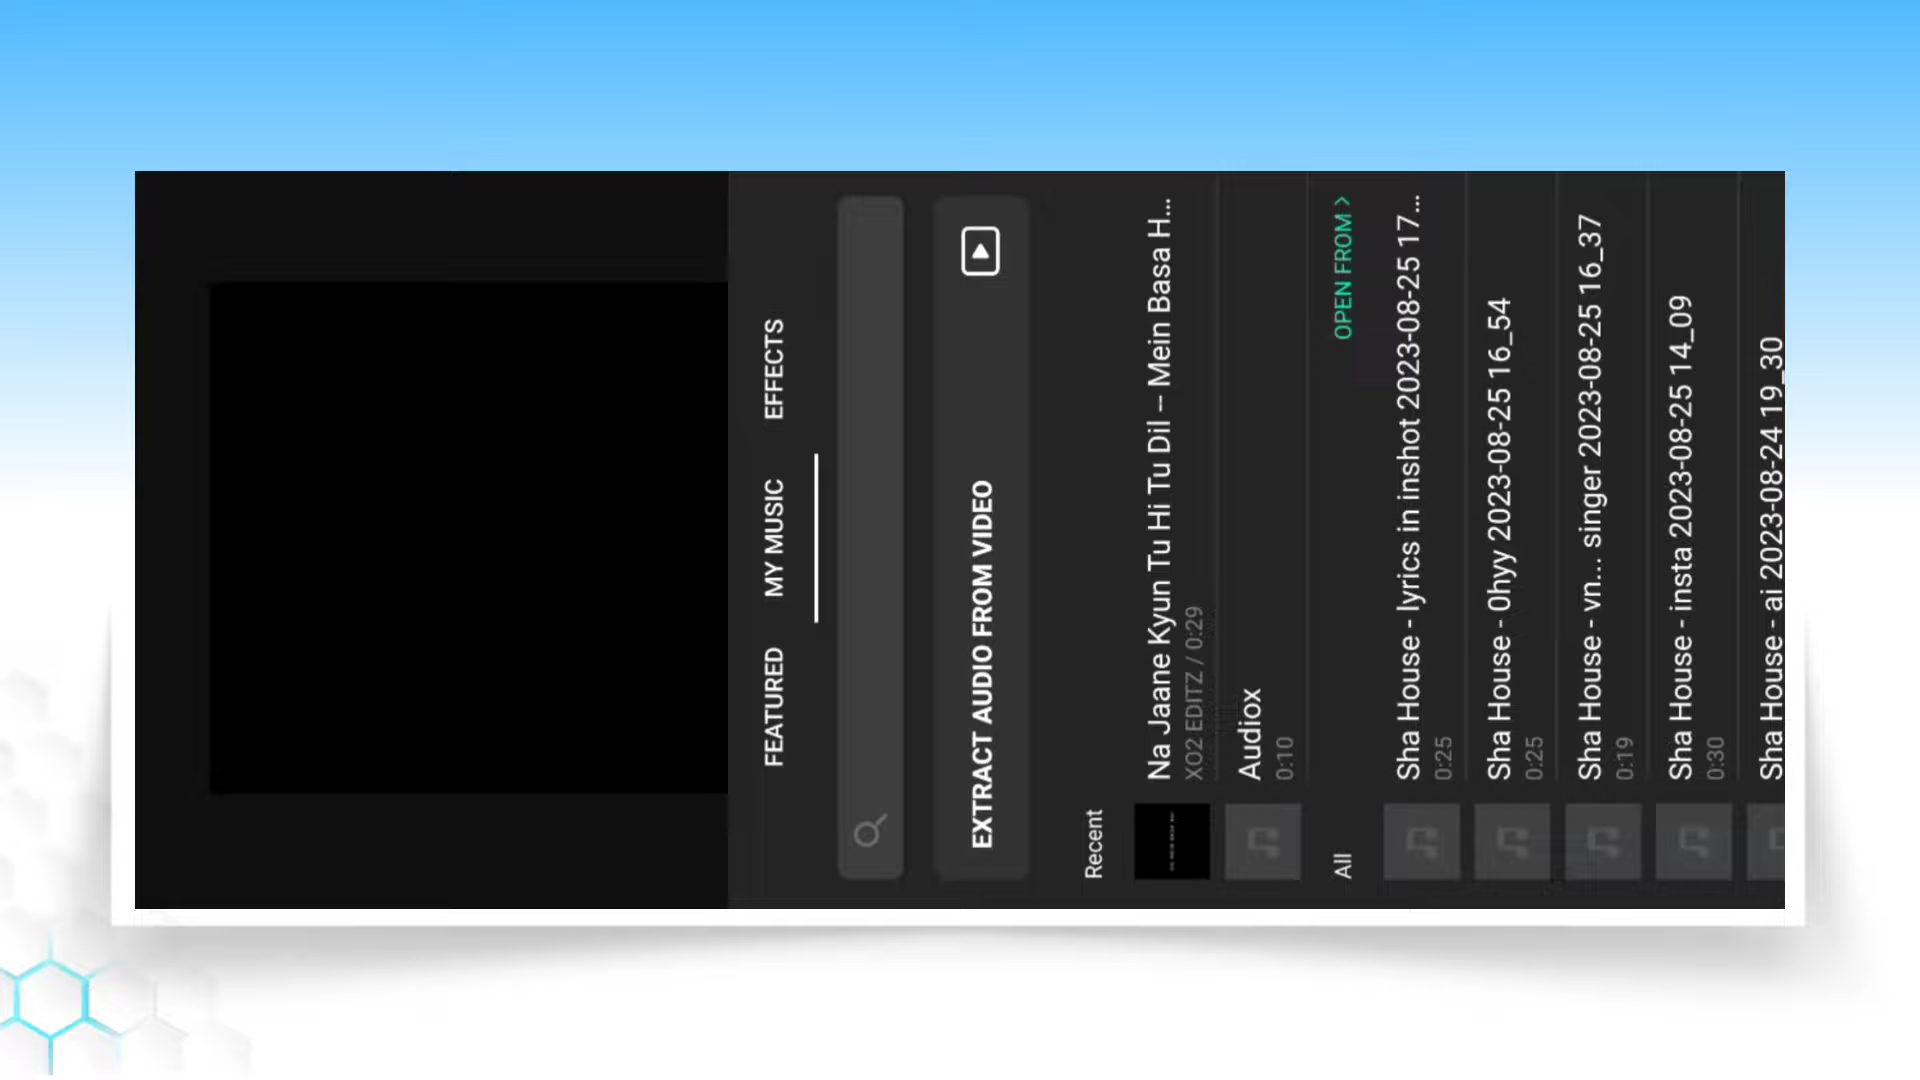 FEATURED MY MUSIC EFFECTS
EXTRACT AUDIO FROM VIDEO
Recent
Na Jaane Kyun Tu Hi Tu Dil -- Mein Basa H...
XO2 EDITZ / 0:29
Audiox
0:10
All OPEN FROM >
Sha House - lyrics in inshot 2023-08-25 17...
0:25
Sha House - 0hyy 2023-08-25 16_54
0:25
Sha House - vn... singer 2023-08-25 16_37
0:19
Sha House - insta 2023-08-25 14_09
0:30
Sha House - ai 2023-08-24 19_30